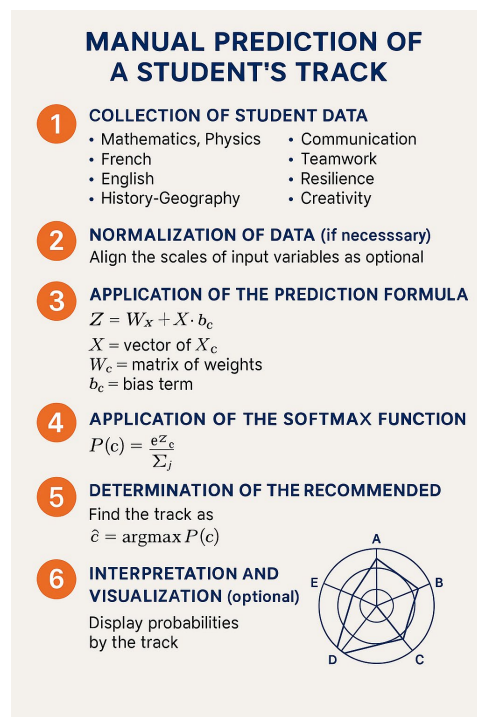 MANUAL PREDICTION OF
A STUDENT'S TRACK
1
COLLECTION OF STUDENT DATA
• Mathematics, Physics
• French
• English
• History-Geography
• Communication
• Teamwork
• Resilience
• Creativity
2
NORMALIZATION OF DATA (if necesssary)
Align the scales of input variables as optional
3
APPLICATION OF THE PREDICTION FORMULA
Z = W_X + X · b_c
X = vector of X_c
W_c = matrix of weights
b_c = bias term
4
APPLICATION OF THE SOFTMAX FUNCTION
P(c) = e^z_c / Σ_j
5
DETERMINATION OF THE RECOMMENDED
Find the track as
ĉ = argmax P(c)
6
INTERPRETATION AND
VISUALIZATION (optional)
Display probabilities
by the track
A
B
C
D
E